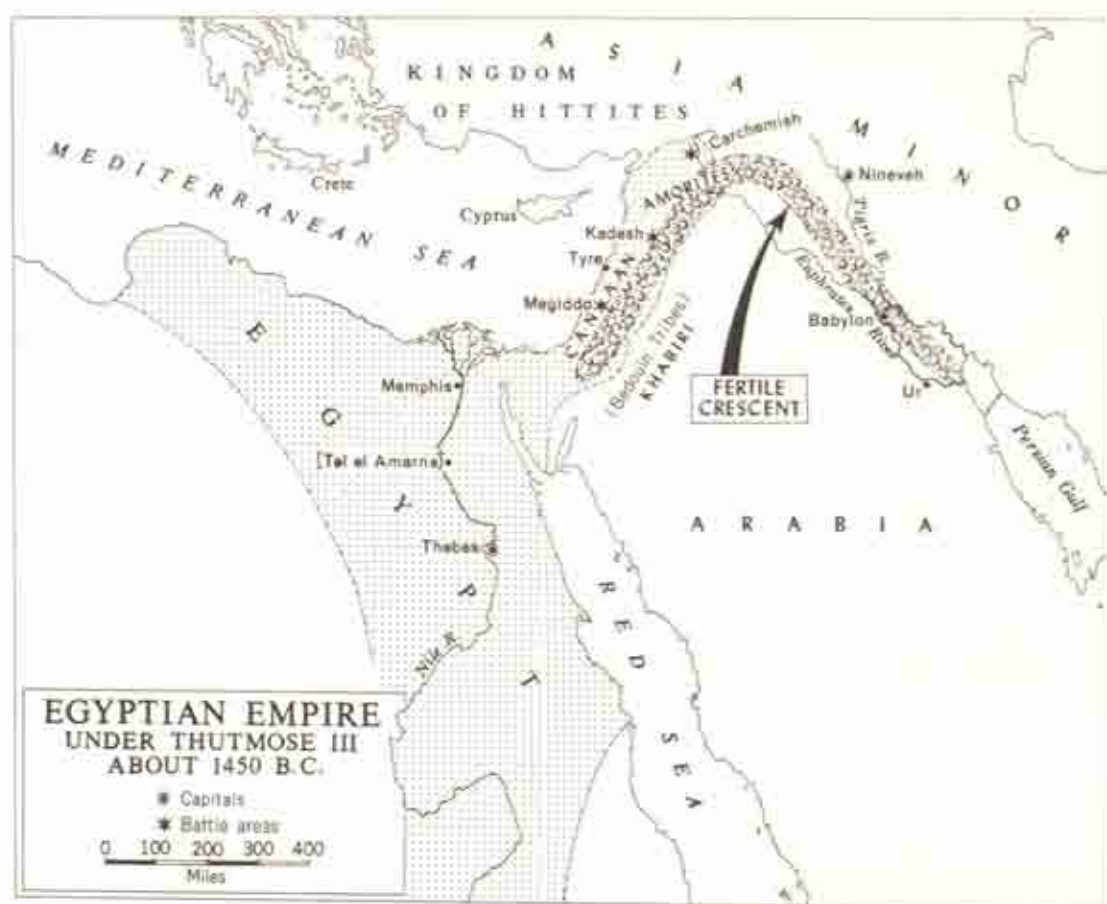 ASIA MINOR
KINGDOM
OF HITTITES
MEDITERRANEAN SEA
Crete
Cyprus
Carchemish
AMORITES
Nineveh
Tigris R.
Kadesh
Tyre
CANAAN
Megiddo
Euphrates River
Babylon
(Bedouin Tribes)
KHABIRI
FERTILE
CRESCENT
Ur
Persian Gulf
EGYPT
Memphis
[Tel el Amarna]
Thebes
Nile R.
ARABIA
RED SEA
EGYPTIAN EMPIRE
UNDER THUTMOSE III
ABOUT 1450 B.C.
Capitals
Battle areas
0 100 200 300 400
Miles